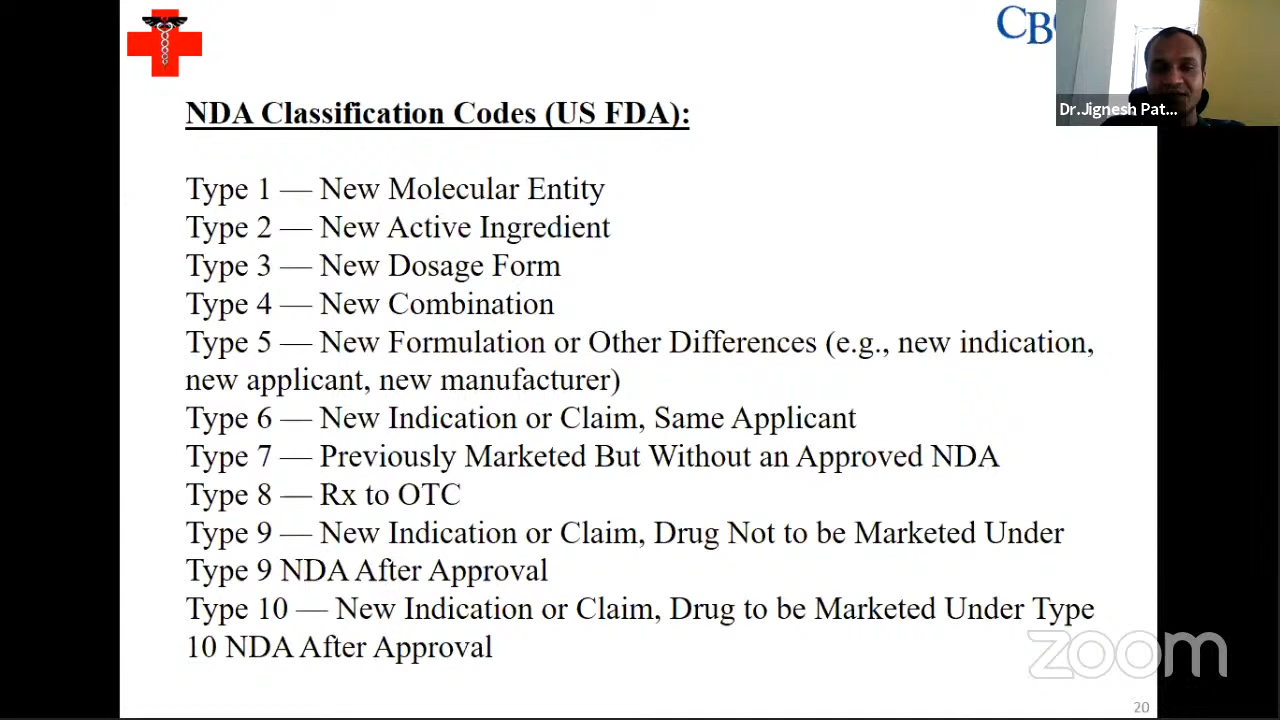 CB
Dr.Jignesh Pat...
NDA Classification Codes (US FDA):
Type 1 — New Molecular Entity
Type 2 — New Active Ingredient
Type 3 — New Dosage Form
Type 4 — New Combination
Type 5 — New Formulation or Other Differences (e.g., new indication,
new applicant, new manufacturer)
Type 6 — New Indication or Claim, Same Applicant
Type 7 — Previously Marketed But Without an Approved NDA
Type 8 — Rx to OTC
Type 9 — New Indication or Claim, Drug Not to be Marketed Under
Type 9 NDA After Approval
Type 10 — New Indication or Claim, Drug to be Marketed Under Type
10 NDA After Approval
zoom
20